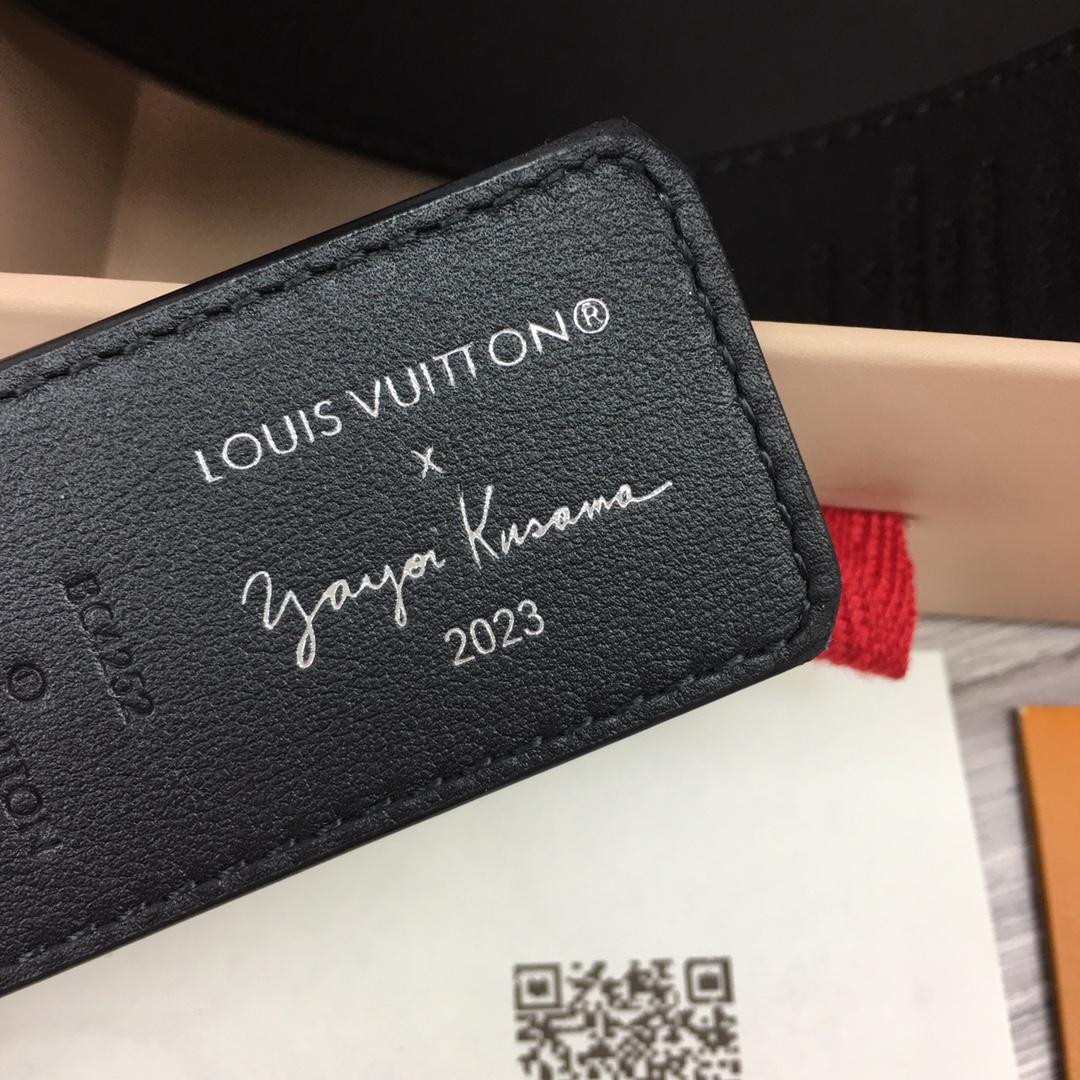 LOUIS VUITTON®
x
Yayoi Kusama
2023